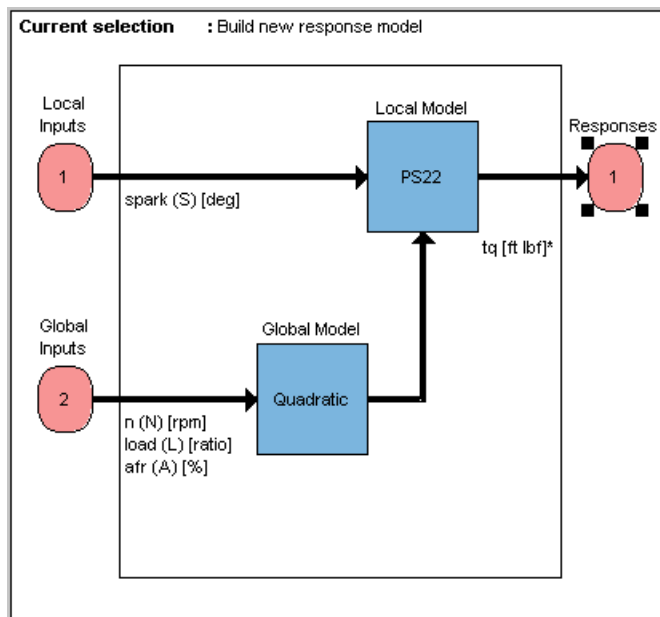 Current selection : Build new response model
Local Model
Local
Inputs
Responses
1
PS22
1
spark (S) [deg]
tq [ft lbf]*
Global
Inputs
Global Model
2
Quadratic
n (N) [rpm]
load (L) [ratio]
afr (A) [%]